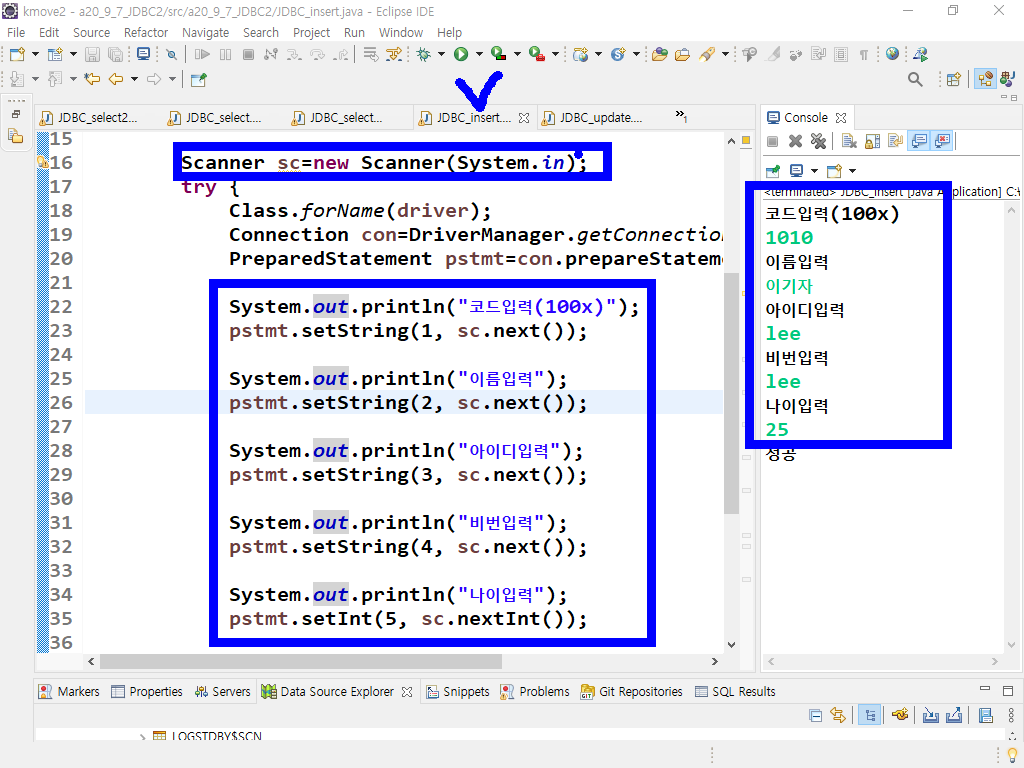 kmove2 - a20_9_7_JDBC2/src/a20_9_7_JDBC2/JDBC_insert.java - Eclipse IDE
File Edit Source Refactor Navigate Search Project Run Window Help
JDBC_select2... JDBC_select.... JDBC_select... JDBC_insert.... JDBC_update.... »1
Console
15
16 Scanner sc=new Scanner(System.in);
17 try {
18 Class.forName(driver);
19 Connection con=DriverManager.getConnection
20 PreparedStatement pstmt=con.prepareStateme
21
22 System.out.println("코드입력(100x)");
23 pstmt.setString(1, sc.next());
24
25 System.out.println("이름입력");
26 pstmt.setString(2, sc.next());
27
28 System.out.println("아이디입력");
29 pstmt.setString(3, sc.next());
30
31 System.out.println("비번입력");
32 pstmt.setString(4, sc.next());
33
34 System.out.println("나이입력");
35 pstmt.setInt(5, sc.nextInt());
36
<terminated> JDBC_insert [Java Application] C:\
코드입력(100x)
1010
이름입력
이기자
아이디입력
lee
비번입력
lee
나이입력
25
성공
Markers Properties Servers Data Source Explorer Snippets Problems Git Repositories SQL Results
LOGSTDBY$SCN